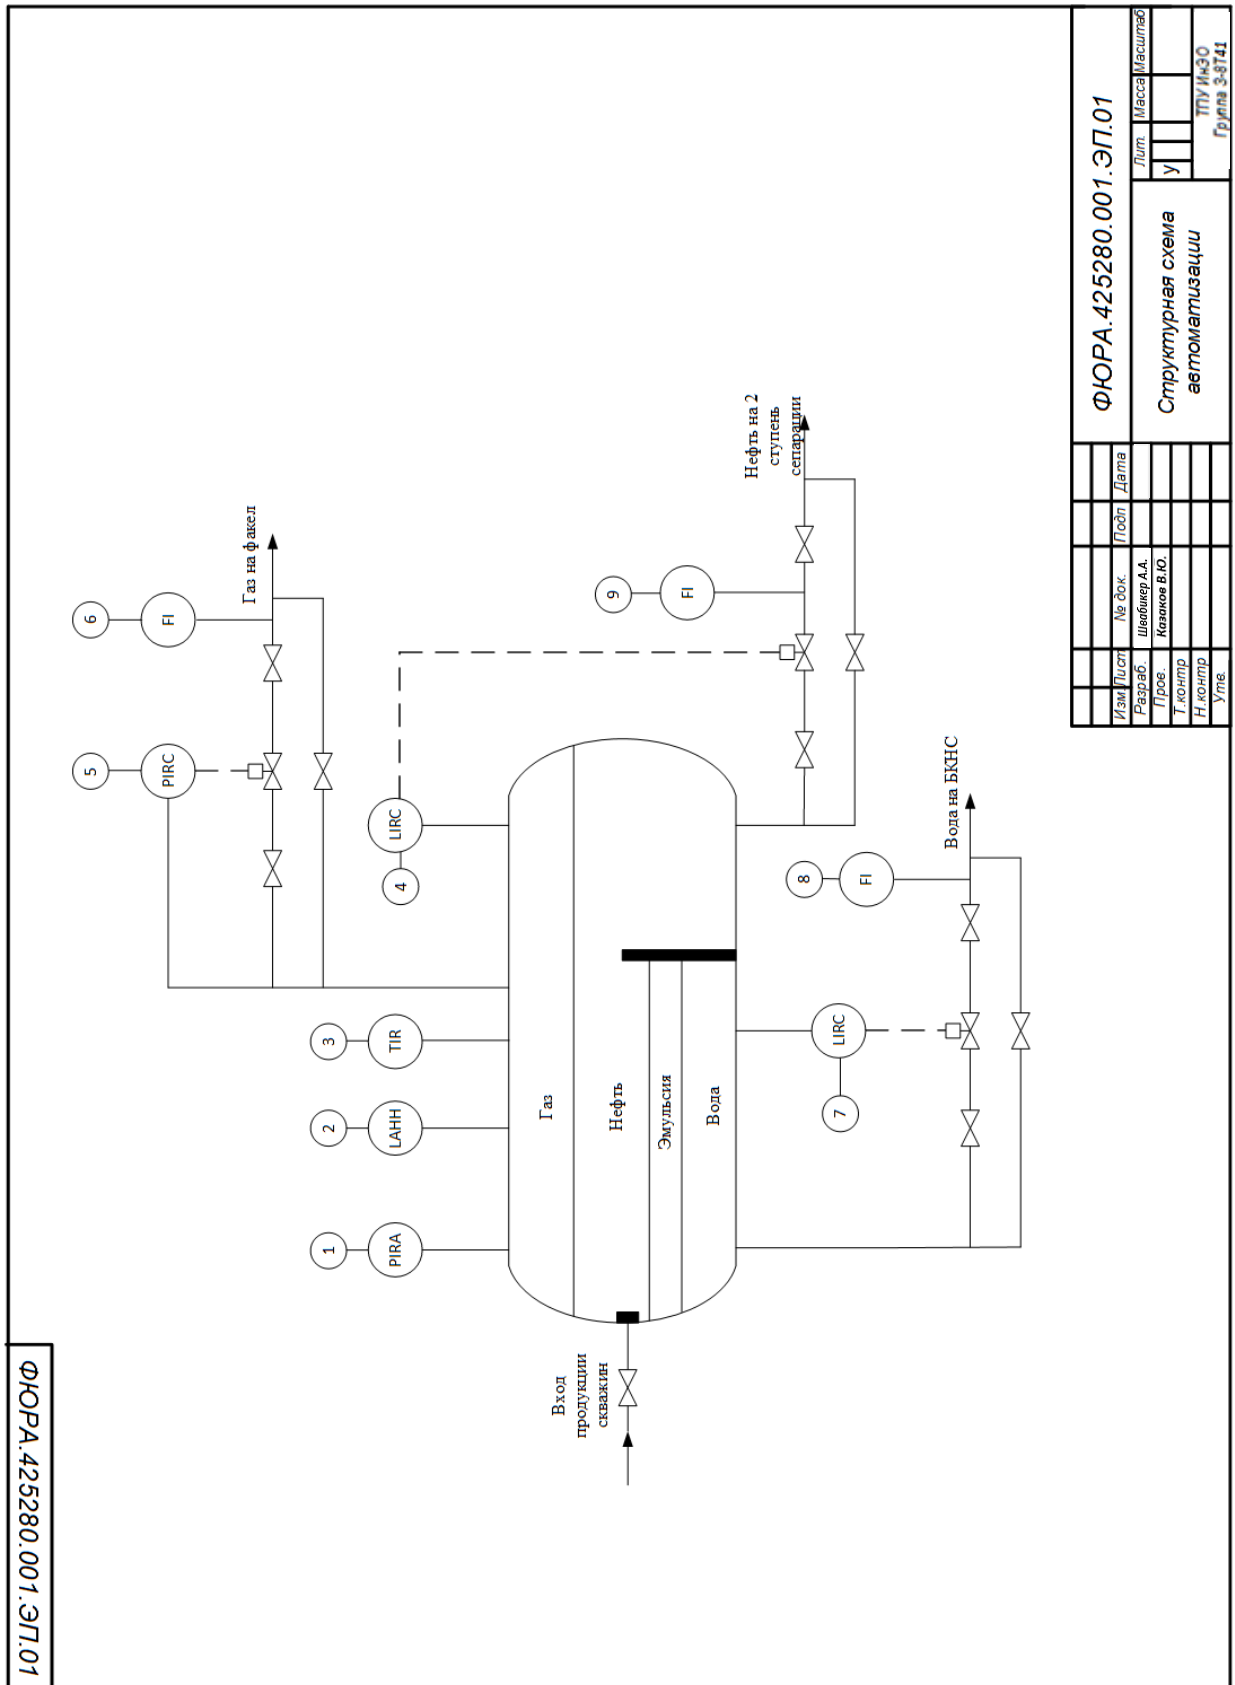 ФЮРА.425280.001.ЭП.01
6
FI
Газ на факел
5
PIRC
LIRC
4
3
TIR
2
LAHH
1
PIRA
9
FI
Нефть на 2
ступень
сепарации
Газ
Нефть
Эмульсия
Вода
Вход
продукции
скважин
8
FI
Вода на БКНС
LIRC
7
ФЮРА.425280.001.ЭП.01
Изм.
Лист
№ док.
Подп
Дата
Разраб.
Швабикер А.А.
Пров.
Казаков В.Ю.
Т.контр
Н.контр
Утв.
Структурная схема
автоматизации
Лит.
Масса
Масштаб
у
ТПУ ИнЭО
Группа З-8Т41